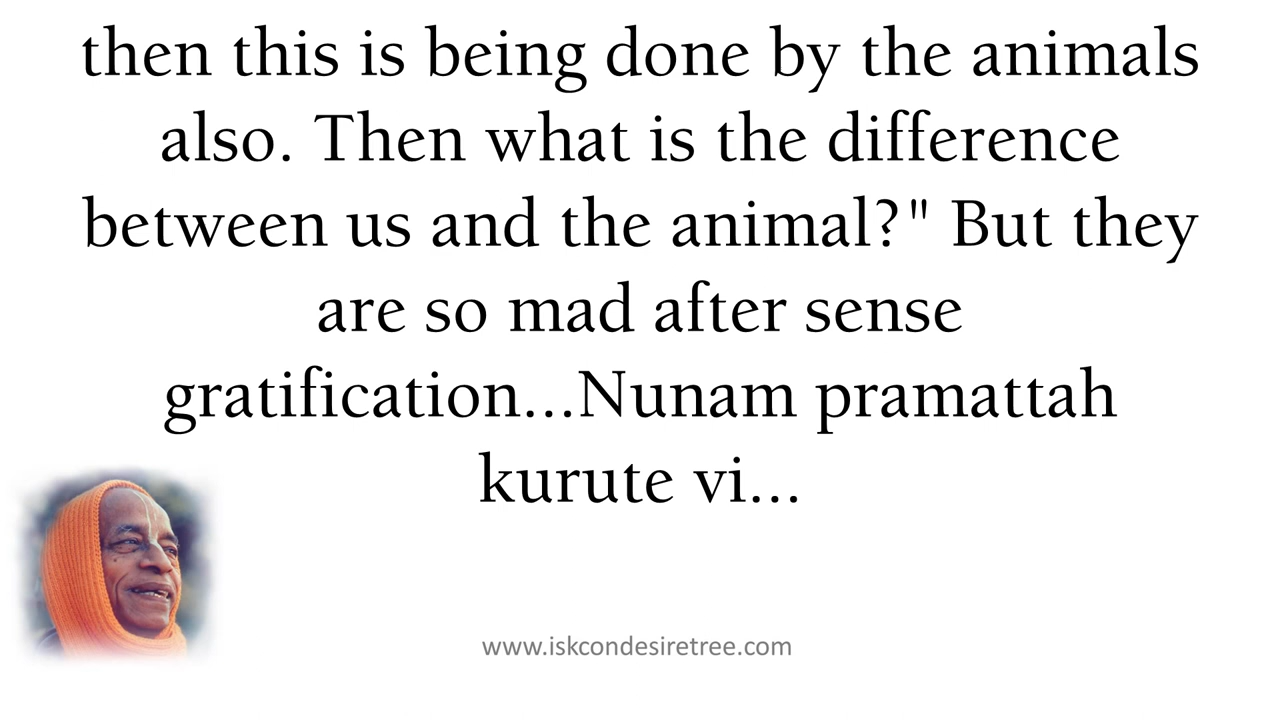 then this is being done by the animals
also. Then what is the difference
between us and the animal?" But they
are so mad after sense
gratification...Nunam pramattah
kurute vi...
www.iskcondesiretree.com